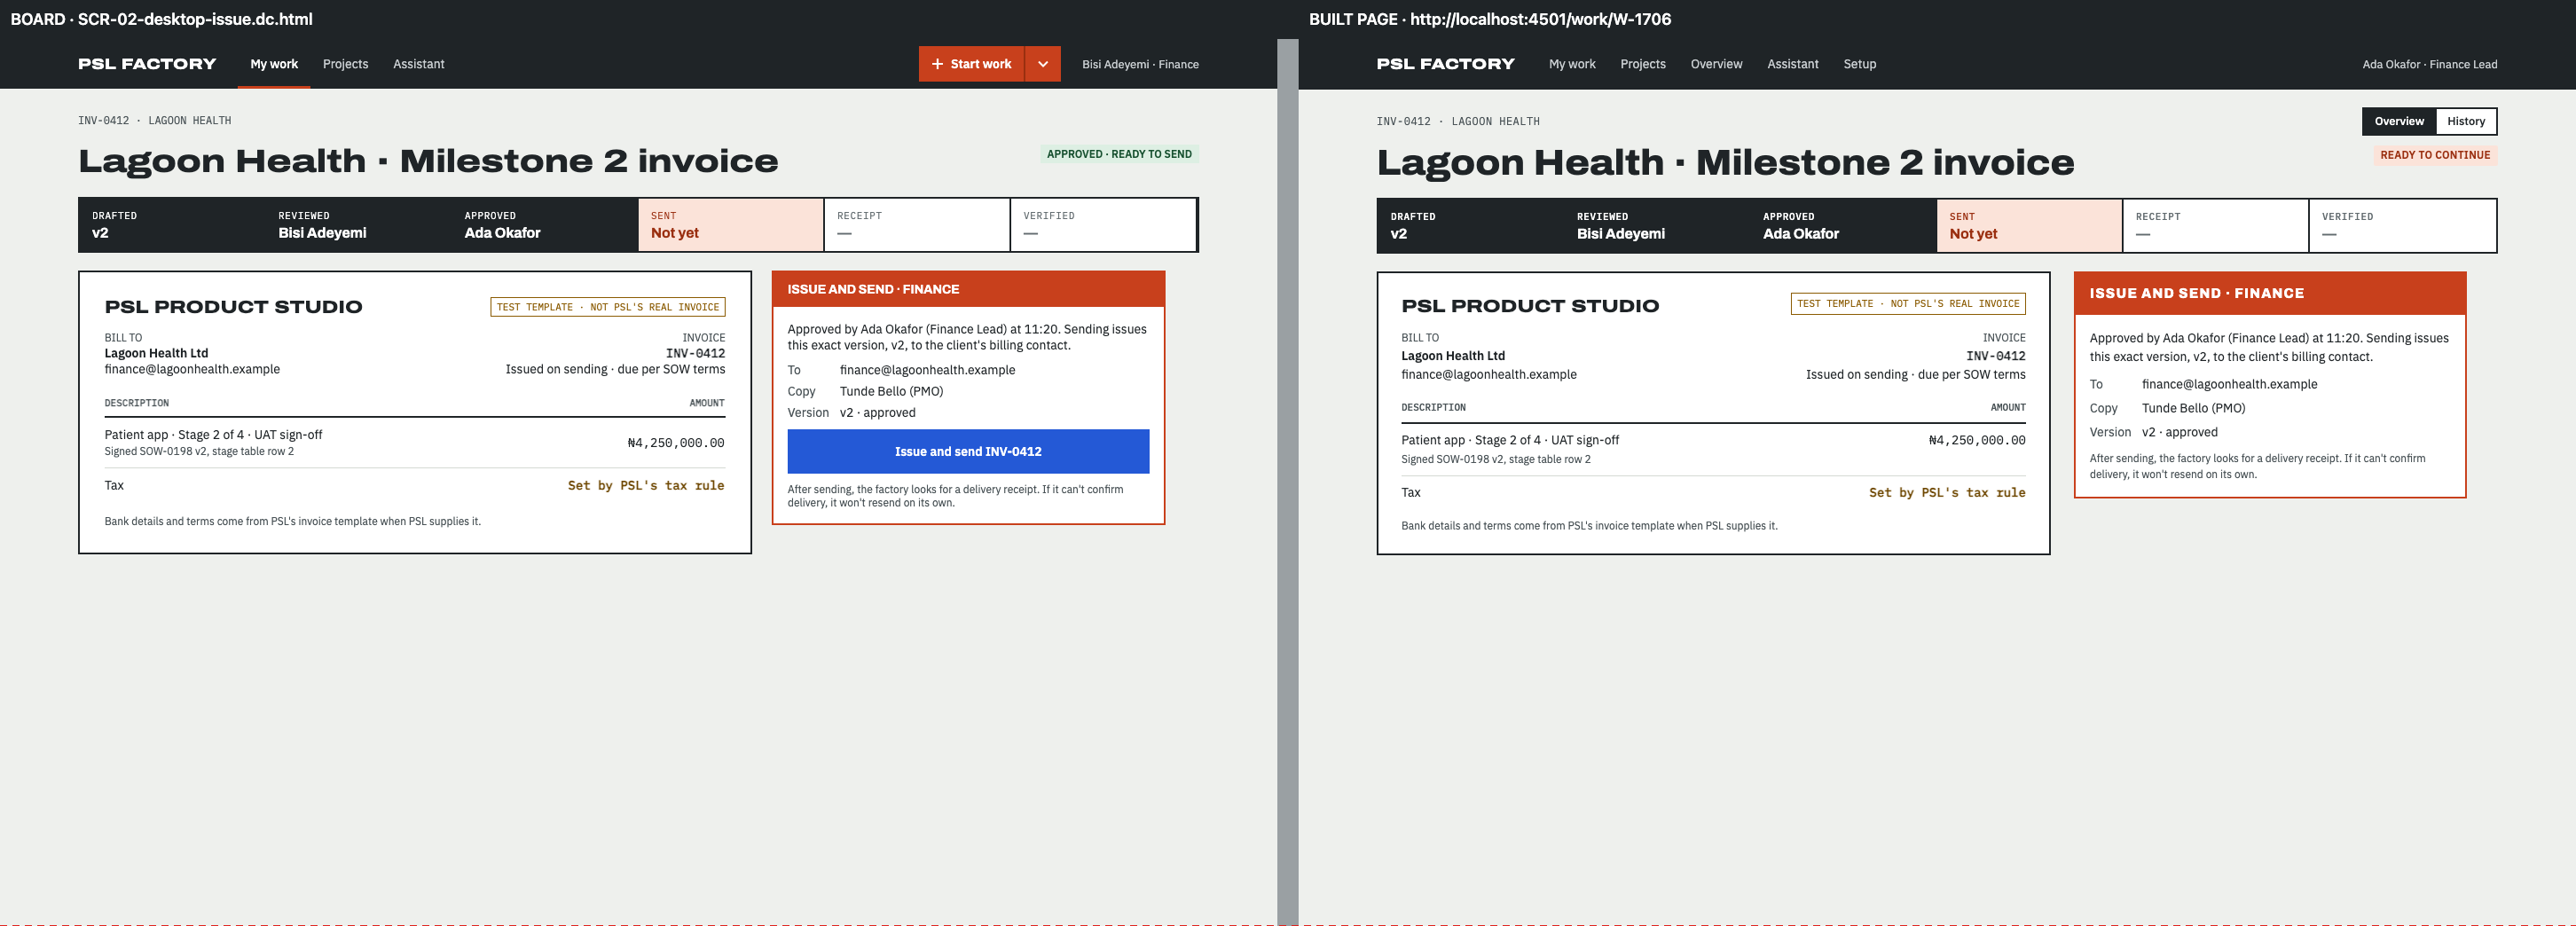 BOARD · SCR-02-desktop-issue.dc.html
PSL FACTORY My work Projects Assistant + Start work Bisi Adeyemi · Finance
INV-0412 · LAGOON HEALTH
Lagoon Health · Milestone 2 invoice
APPROVED · READY TO SEND
DRAFTED REVIEWED APPROVED SENT RECEIPT VERIFIED
v2 Bisi Adeyemi Ada Okafor Not yet — —
PSL PRODUCT STUDIO
TEST TEMPLATE · NOT PSL'S REAL INVOICE
BILL TO INVOICE
Lagoon Health Ltd INV-0412
finance@lagoonhealth.example Issued on sending · due per SOW terms
DESCRIPTION AMOUNT
Patient app · Stage 2 of 4 · UAT sign-off ₦4,250,000.00
Signed SOW-0198 v2, stage table row 2
Tax Set by PSL's tax rule
Bank details and terms come from PSL's invoice template when PSL supplies it.
ISSUE AND SEND · FINANCE
Approved by Ada Okafor (Finance Lead) at 11:20. Sending issues
this exact version, v2, to the client's billing contact.
To finance@lagoonhealth.example
Copy Tunde Bello (PMO)
Version v2 · approved
Issue and send INV-0412
After sending, the factory looks for a delivery receipt. If it can't confirm
delivery, it won't resend on its own.
BUILT PAGE · http://localhost:4501/work/W-1706
PSL FACTORY My work Projects Overview Assistant Setup Ada Okafor · Finance Lead
INV-0412 · LAGOON HEALTH
Overview History
Lagoon Health · Milestone 2 invoice
READY TO CONTINUE
DRAFTED REVIEWED APPROVED SENT RECEIPT VERIFIED
v2 Bisi Adeyemi Ada Okafor Not yet — —
PSL PRODUCT STUDIO
TEST TEMPLATE · NOT PSL'S REAL INVOICE
BILL TO INVOICE
Lagoon Health Ltd INV-0412
finance@lagoonhealth.example Issued on sending · due per SOW terms
DESCRIPTION AMOUNT
Patient app · Stage 2 of 4 · UAT sign-off ₦4,250,000.00
Signed SOW-0198 v2, stage table row 2
Tax Set by PSL's tax rule
Bank details and terms come from PSL's invoice template when PSL supplies it.
ISSUE AND SEND · FINANCE
Approved by Ada Okafor (Finance Lead) at 11:20. Sending issues
this exact version, v2, to the client's billing contact.
To finance@lagoonhealth.example
Copy Tunde Bello (PMO)
Version v2 · approved
After sending, the factory looks for a delivery receipt. If it can't confirm
delivery, it won't resend on its own.